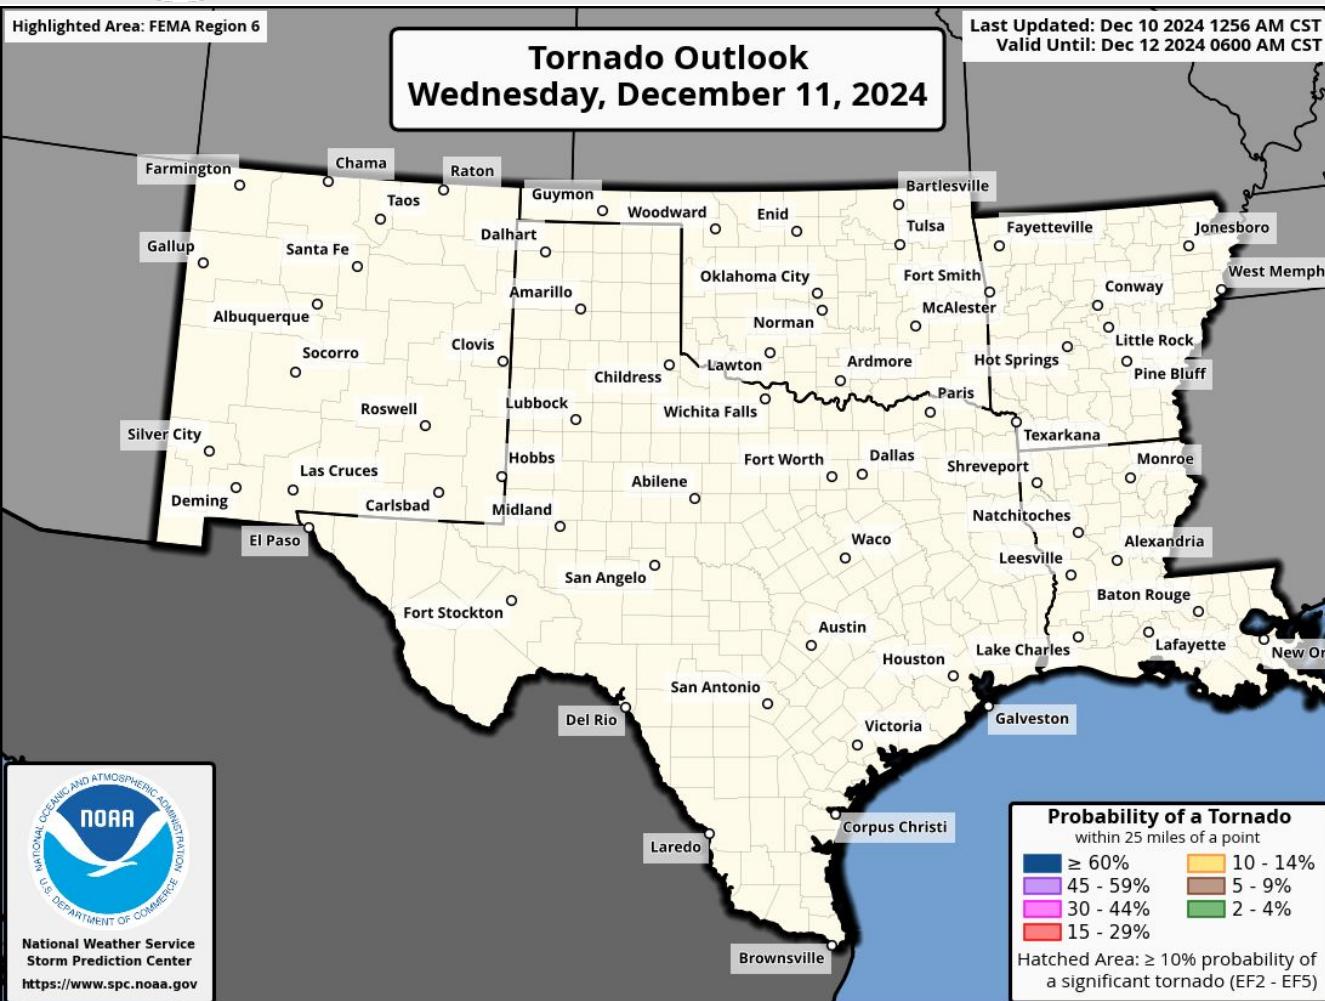 Highlighted Area: FEMA Region 6
Last Updated: Dec 10 2024 1256 AM CST
Valid Until: Dec 12 2024 0600 AM CST
Tornado Outlook
Wednesday, December 11, 2024
Farmington
Chama
Raton
Taos
Guymon
Woodward
Enid
Bartlesville
Tulsa
Fayetteville
Jonesboro
Gallup
Santa Fe
Dalhart
Oklahoma City
Fort Smith
West Memph
Amarillo
Conway
Albuquerque
Norman
McAlester
Little Rock
Socorro
Clovis
Childress
Lawton
Ardmore
Hot Springs
Pine Bluff
Roswell
Lubbock
Wichita Falls
Paris
Silver City
Texarkana
Las Cruces
Hobbs
Fort Worth
Dallas
Shreveport
Monroe
Deming
Carlsbad
Midland
Abilene
Natchitoches
El Paso
Waco
Leesville
Alexandria
San Angelo
Baton Rouge
Fort Stockton
Austin
Lake Charles
Lafayette
New Or
Houston
San Antonio
Del Rio
Victoria
Galveston
Laredo
Corpus Christi
Brownsville
NATIONAL OCEANIC AND ATMOSPHERIC ADMINISTRATION
NOAA
U.S. DEPARTMENT OF COMMERCE
National Weather Service
Storm Prediction Center
https://www.spc.noaa.gov
Probability of a Tornado
within 25 miles of a point
≥ 60%
10 - 14%
45 - 59%
5 - 9%
30 - 44%
2 - 4%
15 - 29%
Hatched Area: ≥ 10% probability of
a significant tornado (EF2 - EF5)